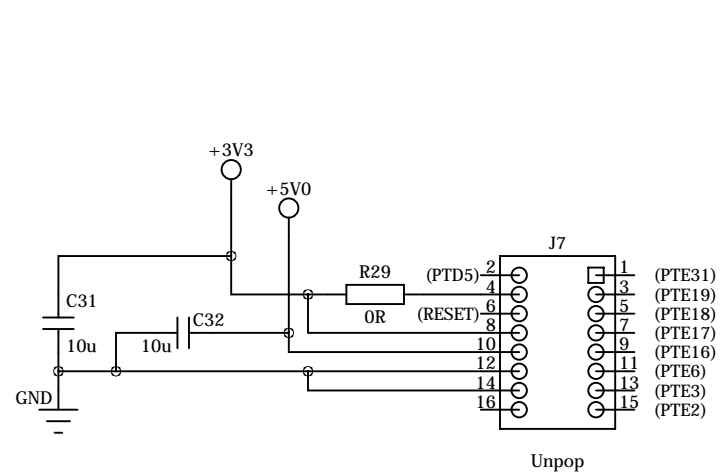 +3V3
+5V0
J7
R29
(PTD5) 2 1 (PTE31)
4 3 (PTE19)
C31
(RESET) 6 5 (PTE18)
0R
C32
8 7 (PTE17)
10u
10u
10 9 (PTE16)
12 11 (PTE6)
14 13 (PTE3)
GND
16 15 (PTE2)
Unpop